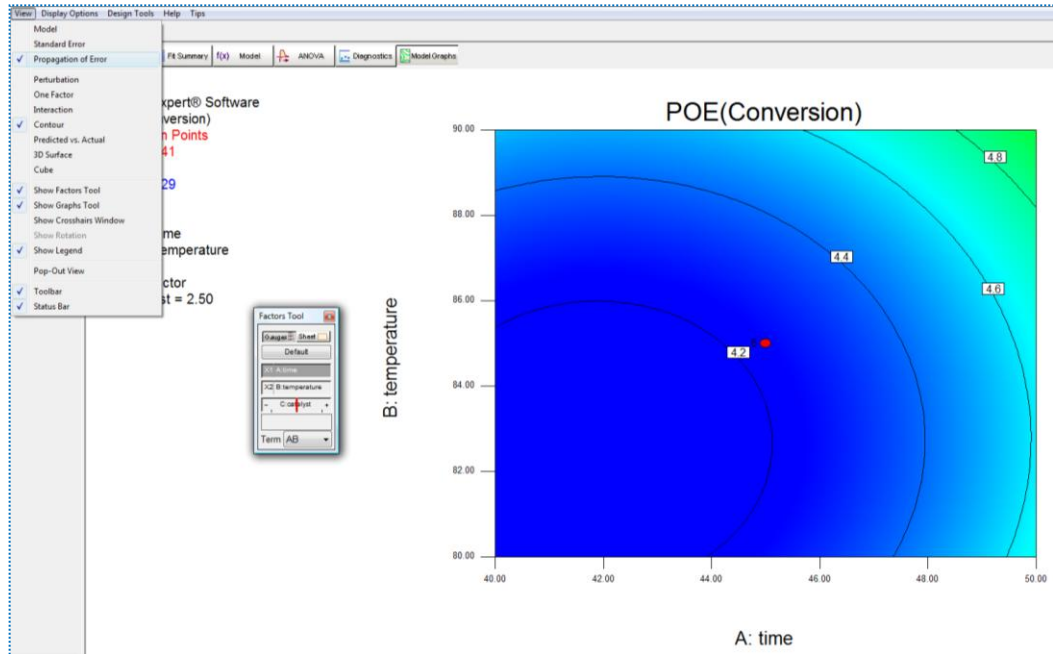 View Display Options Design Tools Help Tips
Model
Standard Error
Propagation of Error
Perturbation
One Factor
Interaction
Contour
Predicted vs. Actual
3D Surface
Cube
Show Factors Tool
Show Graphs Tool
Show Crosshairs Window
Show Rotation
Show Legend
Pop-Out View
Toolbar
Status Bar
Fit Summary f(x) Model ANOVA Diagnostics Model Graphs
xpert® Software
version)
n Points
41
29
me
emperature
ctor
st = 2.50
Factors Tool
Gauges Sheet
Default
X1 A:time
X2 B:temperature
- C:catalyst +
Term AB
POE(Conversion)
B: temperature
90.00
88.00
86.00
84.00
82.00
80.00
4.8
4.4
4.6
4.2
40.00 42.00 44.00 46.00 48.00 50.00
A: time